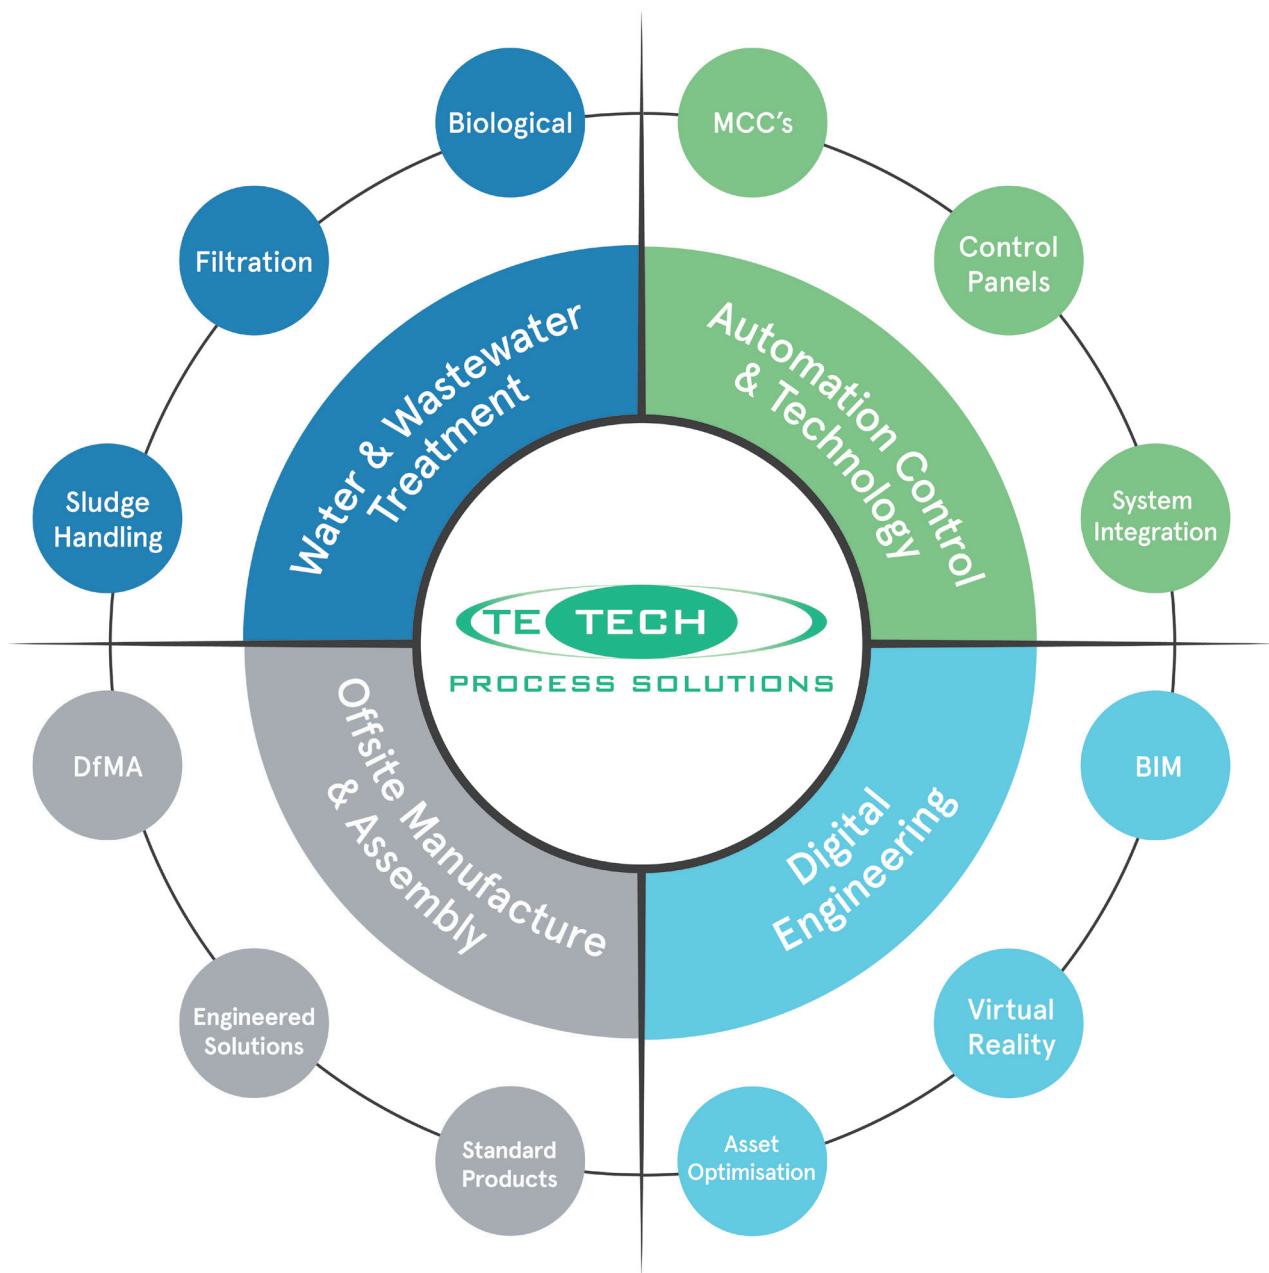 Biological
MCC's
Filtration
Control
Panels
Sludge
Handling
System
Integration
Water & Wastewater
Treatment
Automation Control
& Technology
TE TECH
PROCESS SOLUTIONS
Offsite Manufacture
& Assembly
Digital
Engineering
DfMA
BIM
Engineered
Solutions
Virtual
Reality
Standard
Products
Asset
Optimisation